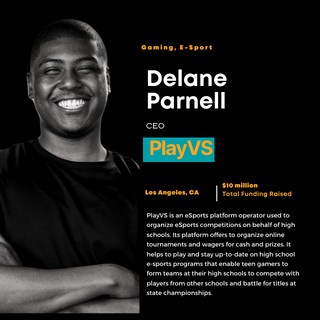 Gaming, E-Sport
Delane
Parnell
CEO
PlayVS
Los Angeles, CA
$10 million
Total Funding Raised
PlayVS is an eSports platform operator used to
organize eSports competitions on behalf of high
schools. Its platform offers to organize online
tournaments and wagers for cash and prizes. It
helps to play and stay up-to-date on high school
e-sports programs that enable teen gamers to
form teams at their high schools to compete with
players from other schools and battle for titles at
state championships.